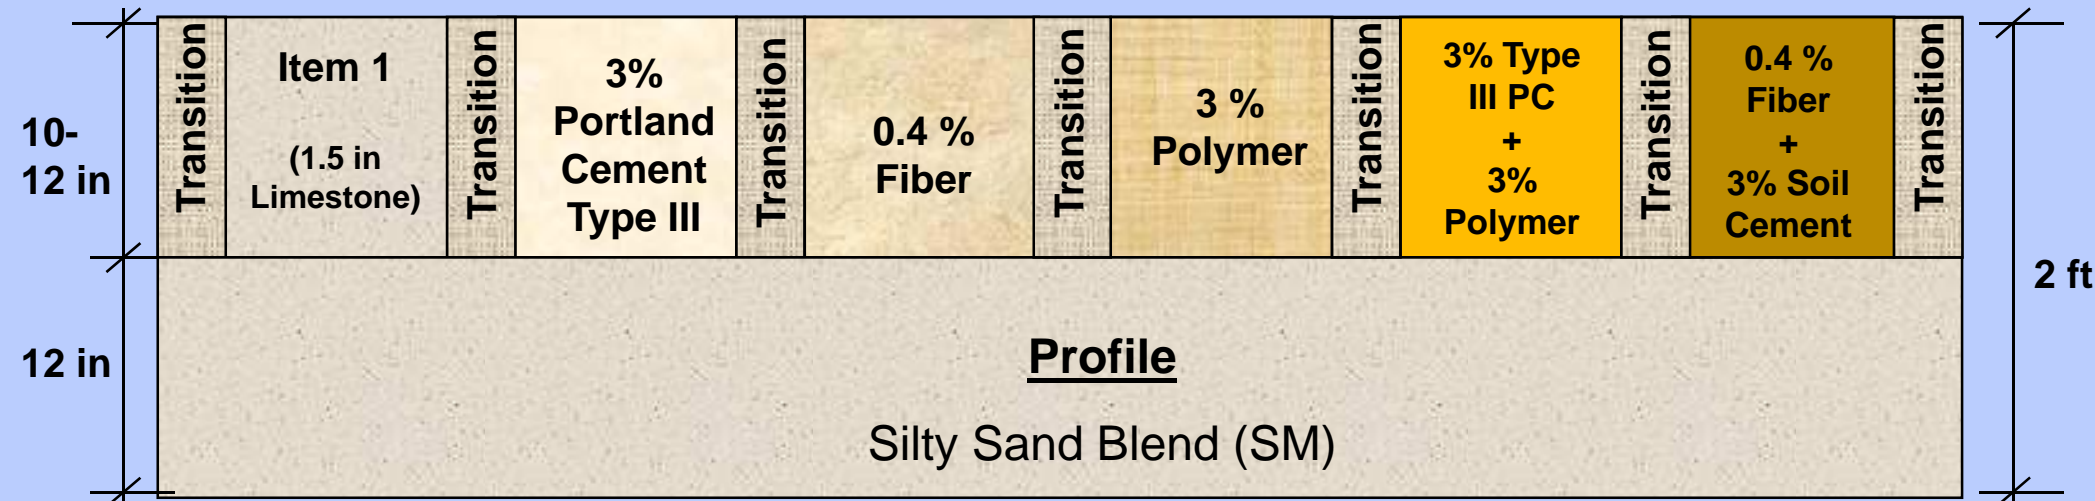 10-
12 in
12 in
Transition
Item 1
(1.5 in
Limestone)
Transition
3%
Portland
Cement
Type III
Transition
0.4 %
Fiber
Transition
3 %
Polymer
Transition
3% Type
III PC
+
3%
Polymer
Transition
0.4 %
Fiber
+
3% Soil
Cement
Transition
2 ft
Profile
Silty Sand Blend (SM)